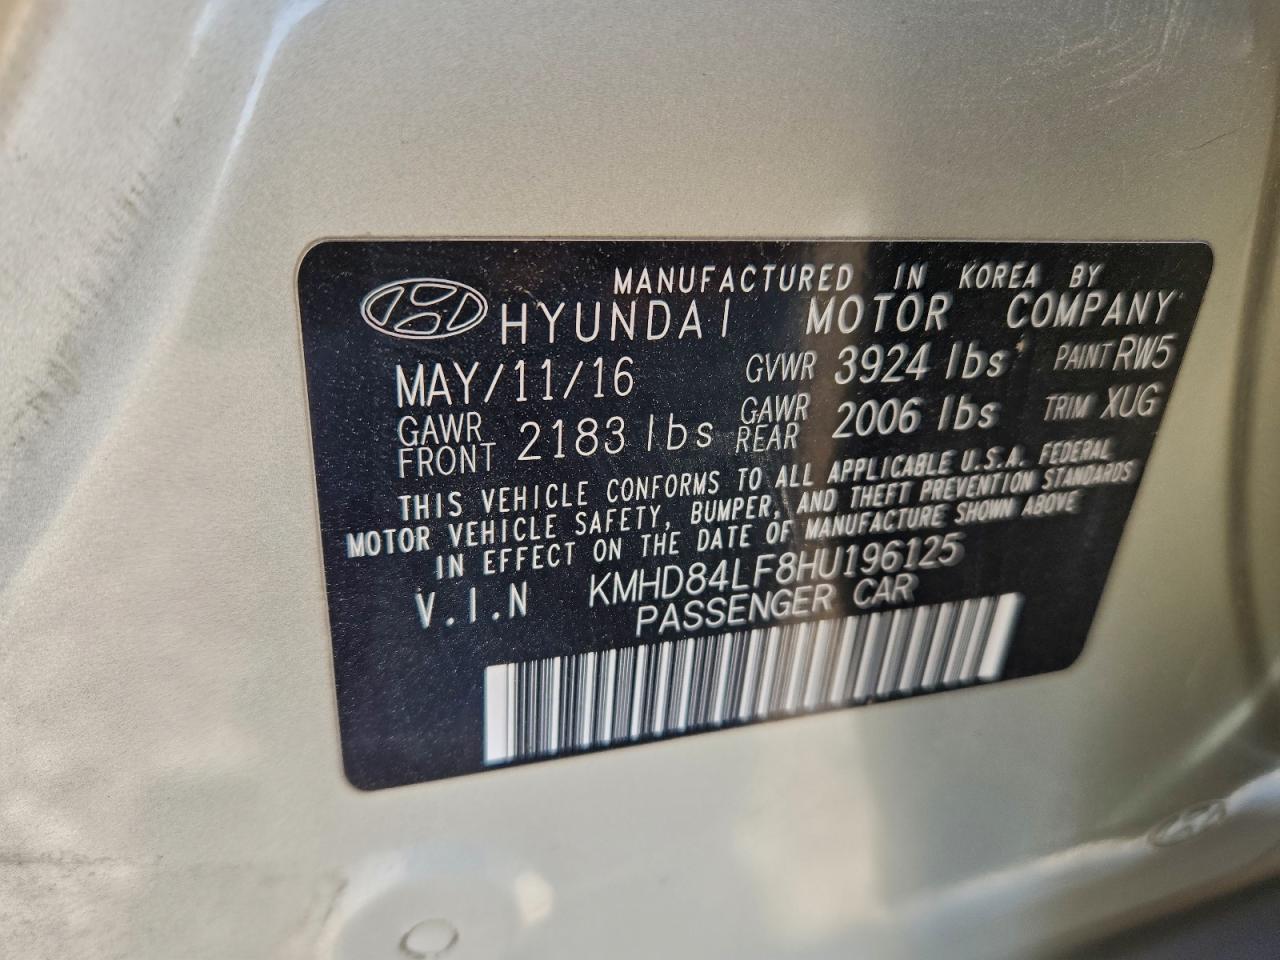 MANUFACTURED IN KOREA BY
HYUNDAI MOTOR COMPANY
MAY/11/16 GVWR 3924 lbs PAINT RW5
GAWR FRONT 2183 lbs GAWR REAR 2006 lbs TRIM XUG
THIS VEHICLE CONFORMS TO ALL APPLICABLE U.S.A. FEDERAL
MOTOR VEHICLE SAFETY, BUMPER, AND THEFT PREVENTION STANDARDS
IN EFFECT ON THE DATE OF MANUFACTURE SHOWN ABOVE
V.I.N KMHD84LF8HU196125
PASSENGER CAR